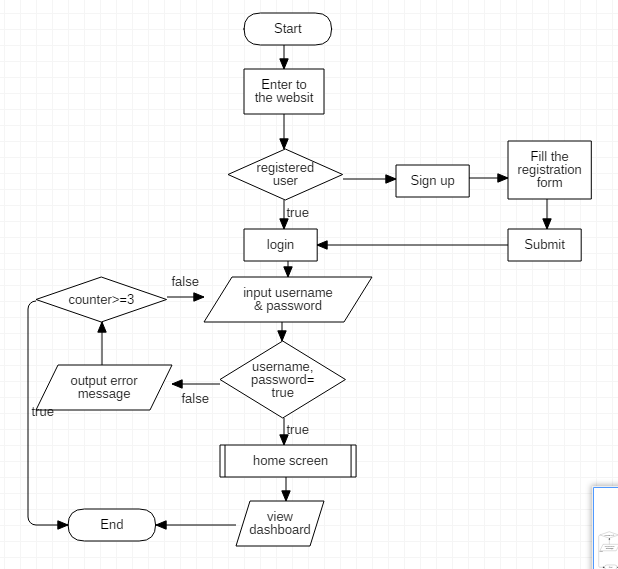 Start
Enter to
the websit
registered
user
Sign up
Fill the
registration
form
true
login
Submit
false
counter>=3
input username
& password
username,
password=
true
output error
message
false
true
true
home screen
view
dashboard
End